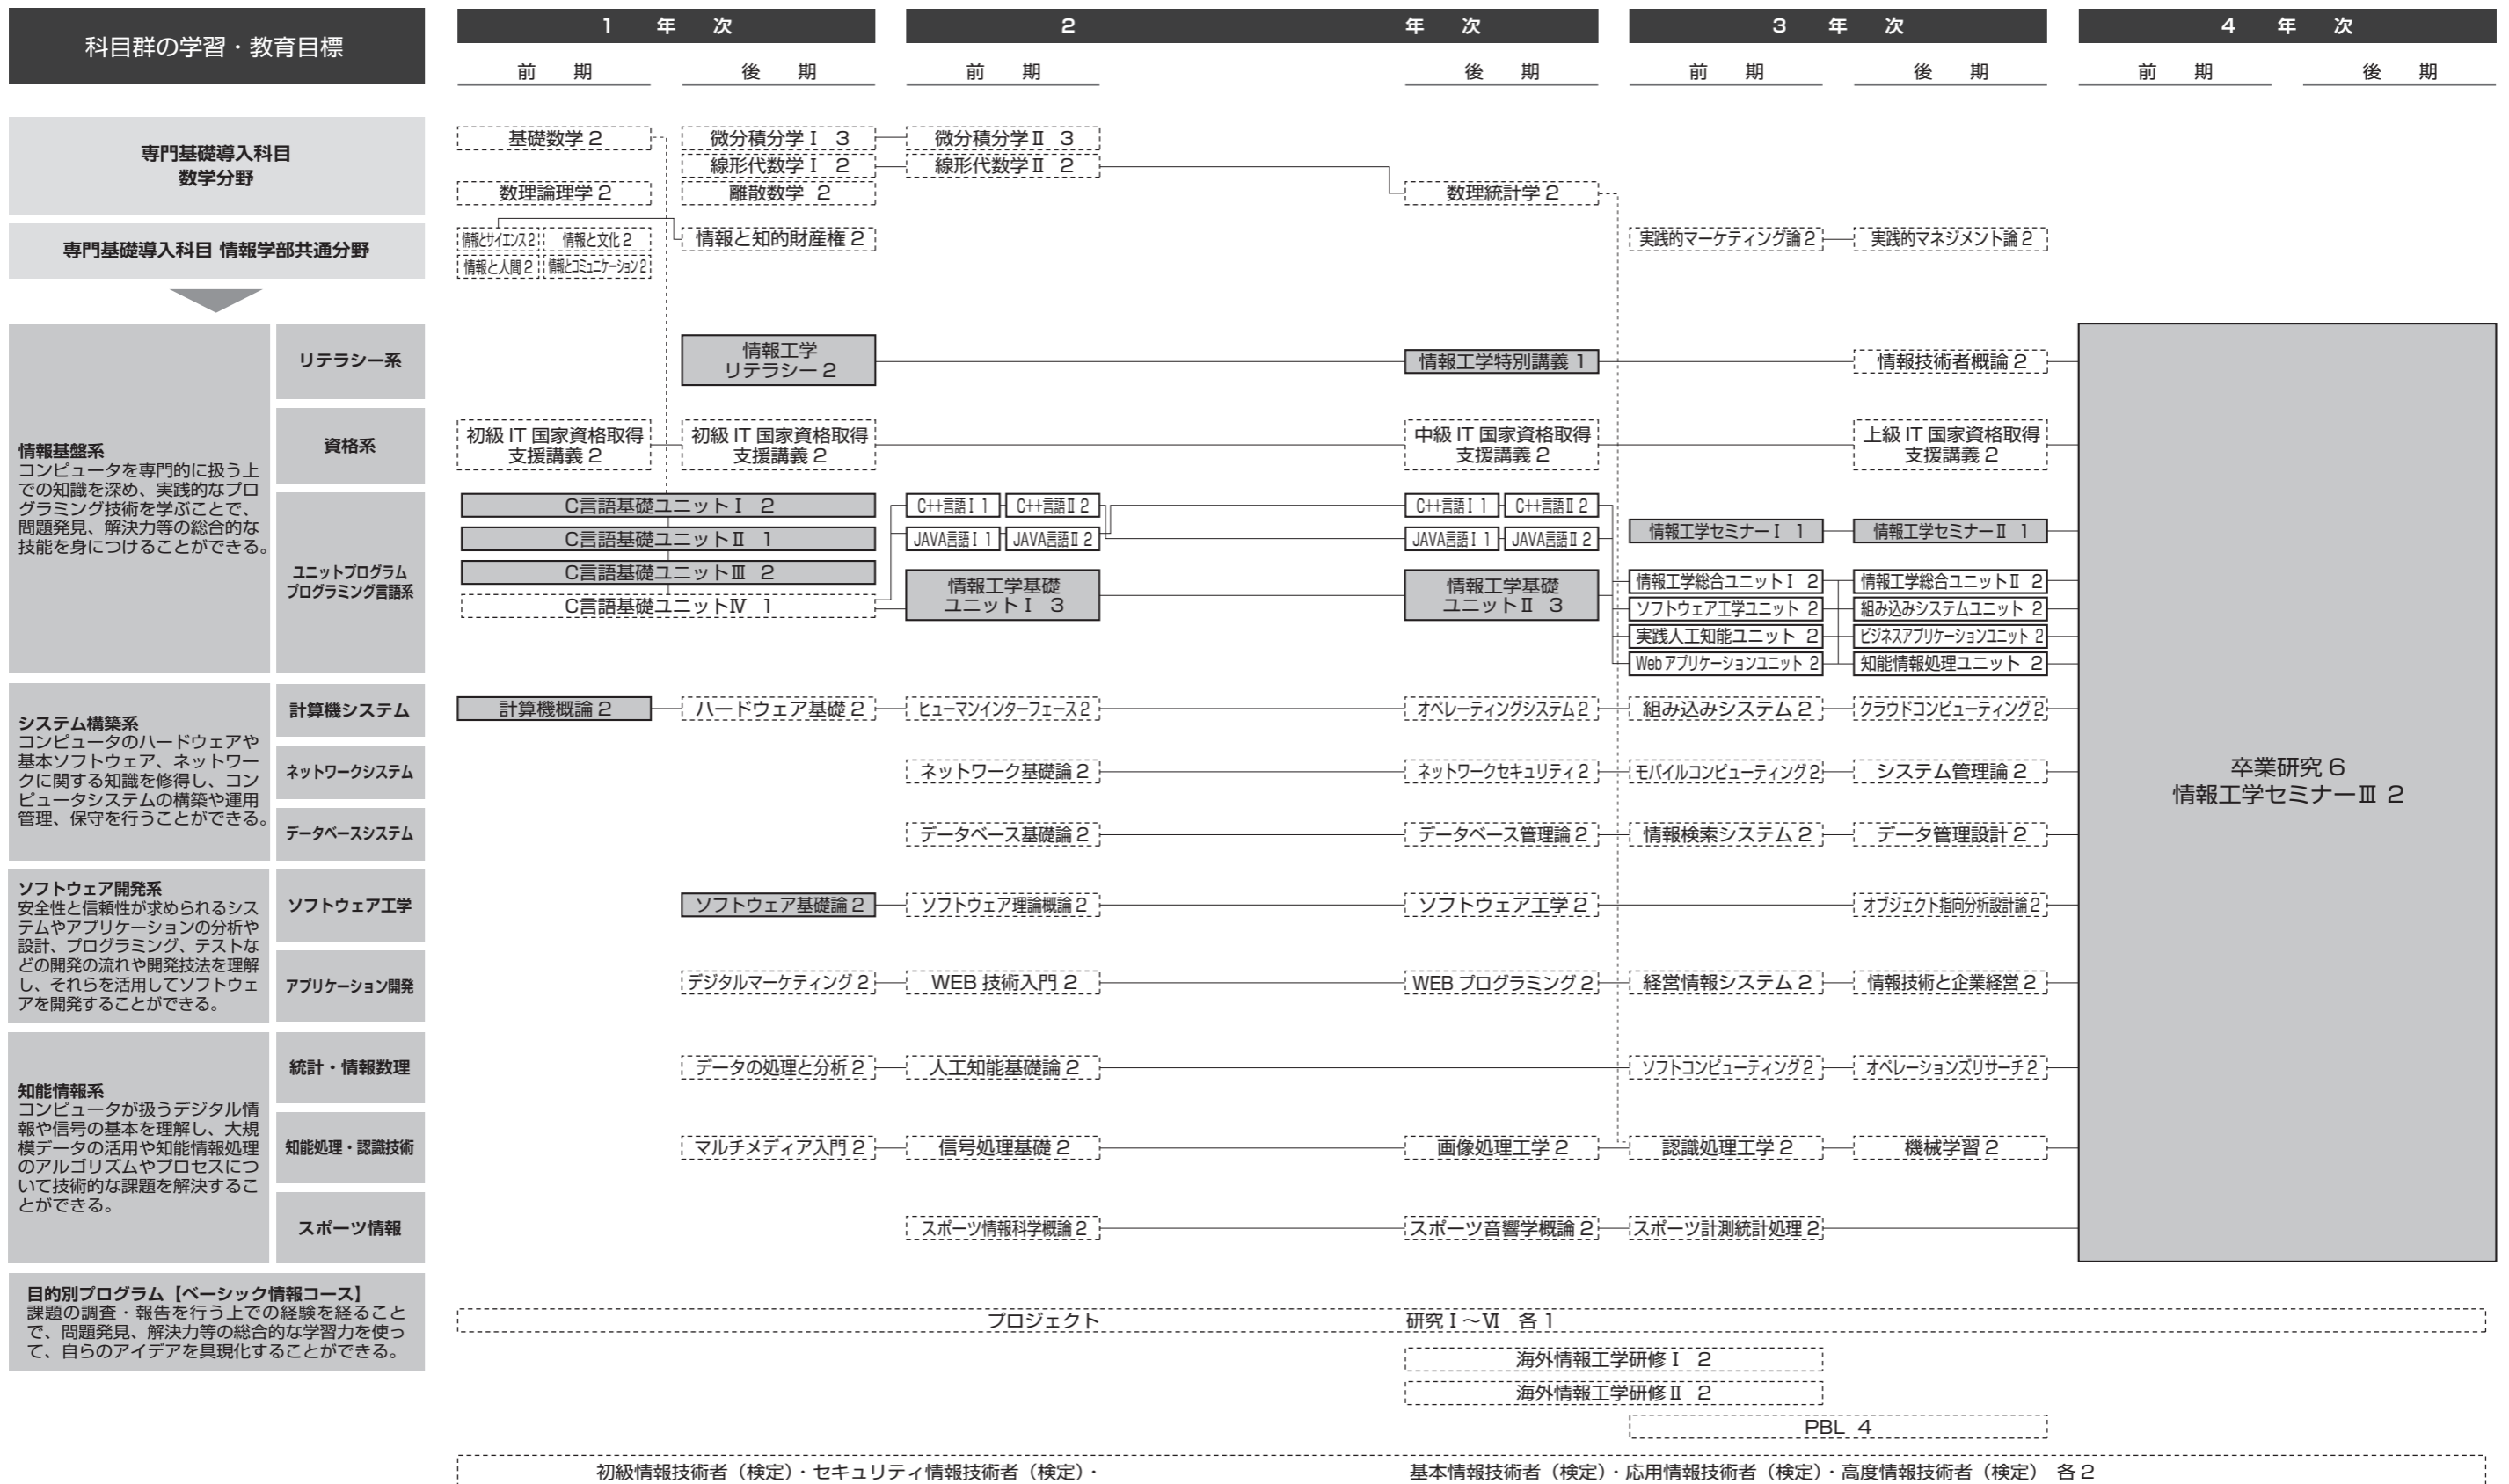 科目群の学習・教育目標
1 年 次
2 年 次
3 年 次
4 年 次
前 期
後 期
前 期
後 期
前 期
後 期
前 期
後 期
専門基礎導入科目
数学分野
基礎数学 2
微分積分学Ⅰ 3
微分積分学Ⅱ 3
線形代数学Ⅰ 2
線形代数学Ⅱ 2
数理論理学 2
離散数学 2
数理統計学 2
専門基礎導入科目 情報学部共通分野
情報とサイエンス 2
情報と文化 2
情報と知的財産権 2
実践的マーケティング論 2
実践的マネジメント論 2
情報と人間 2
情報とコミュニケーション 2
情報基盤系
コンピュータを専門的に扱う上
での知識を深め、実践的なプロ
グラミング技術を学ぶことで、
問題発見、解決力等の総合的な
技能を身につけることができる。
リテラシー系
情報工学
リテラシー 2
情報工学特別講義 1
情報技術者概論 2
資格系
初級 IT 国家資格取得
支援講義 2
初級 IT 国家資格取得
支援講義 2
中級 IT 国家資格取得
支援講義 2
上級 IT 国家資格取得
支援講義 2
ユニットプログラム
プログラミング言語系
C言語基礎ユニットⅠ 2
C言語基礎ユニットⅡ 1
C言語基礎ユニットⅢ 2
C言語基礎ユニットⅣ 1
C++言語Ⅰ 1
C++言語Ⅱ 2
JAVA言語Ⅰ 1
JAVA言語Ⅱ 2
情報工学基礎
ユニットⅠ 3
C++言語Ⅰ 1
C++言語Ⅱ 2
JAVA言語Ⅰ 1
JAVA言語Ⅱ 2
情報工学基礎
ユニットⅡ 3
情報工学セミナーⅠ 1
情報工学セミナーⅡ 1
情報工学総合ユニットⅠ 2
情報工学総合ユニットⅡ 2
ソフトウェア工学ユニット 2
組み込みシステムユニット 2
実践人工知能ユニット 2
ビジネスアプリケーションユニット 2
Web アプリケーションユニット 2
知能情報処理ユニット 2
システム構築系
コンピュータのハードウェアや
基本ソフトウェア、ネットワー
クに関する知識を修得し、コン
ピュータシステムの構築や運用
管理、保守を行うことができる。
計算機システム
計算機概論 2
ハードウェア基礎 2
ヒューマンインターフェース 2
オペレーティングシステム 2
組み込みシステム 2
クラウドコンピューティング 2
ネットワークシステム
ネットワーク基礎論 2
ネットワークセキュリティ 2
モバイルコンピューティング 2
システム管理論 2
データベースシステム
データベース基礎論 2
データベース管理論 2
情報検索システム 2
データ管理設計 2
卒業研究 6
情報工学セミナーⅢ 2
ソフトウェア開発系
安全性と信頼性が求められるシス
テムやアプリケーションの分析や
設計、プログラミング、テストな
どの開発の流れや開発技法を理解
し、それらを活用してソフトウェ
アを開発することができる。
ソフトウェア工学
ソフトウェア基礎論 2
ソフトウェア理論概論 2
ソフトウェア工学 2
オブジェクト指向分析設計論 2
アプリケーション開発
デジタルマーケティング 2
WEB 技術入門 2
WEB プログラミング 2
経営情報システム 2
情報技術と企業経営 2
知能情報系
コンピュータが扱うデジタル情
報や信号の基本を理解し、大規
模データの活用や知能情報処理
のアルゴリズムやプロセスにつ
いて技術的な課題を解決するこ
とができる。
統計・情報数理
データの処理と分析 2
人工知能基礎論 2
ソフトコンピューティング 2
オペレーションズリサーチ 2
知能処理・認識技術
マルチメディア入門 2
信号処理基礎 2
画像処理工学 2
認識処理工学 2
機械学習 2
スポーツ情報
スポーツ情報科学概論 2
スポーツ音響学概論 2
スポーツ計測統計処理 2
目的別プログラム【ベーシック情報コース】
課題の調査・報告を行う上での経験を経ること
で、問題発見、解決力等の総合的な学習力を使っ
て、自らのアイデアを具現化することができる。
プロジェクト 研究Ⅰ～Ⅵ 各 1
海外情報工学研修Ⅰ 2
海外情報工学研修Ⅱ 2
PBL 4
初級情報技術者（検定）・セキュリティ情報技術者（検定）・ 基本情報技術者（検定）・応用情報技術者（検定）・高度情報技術者（検定） 各 2